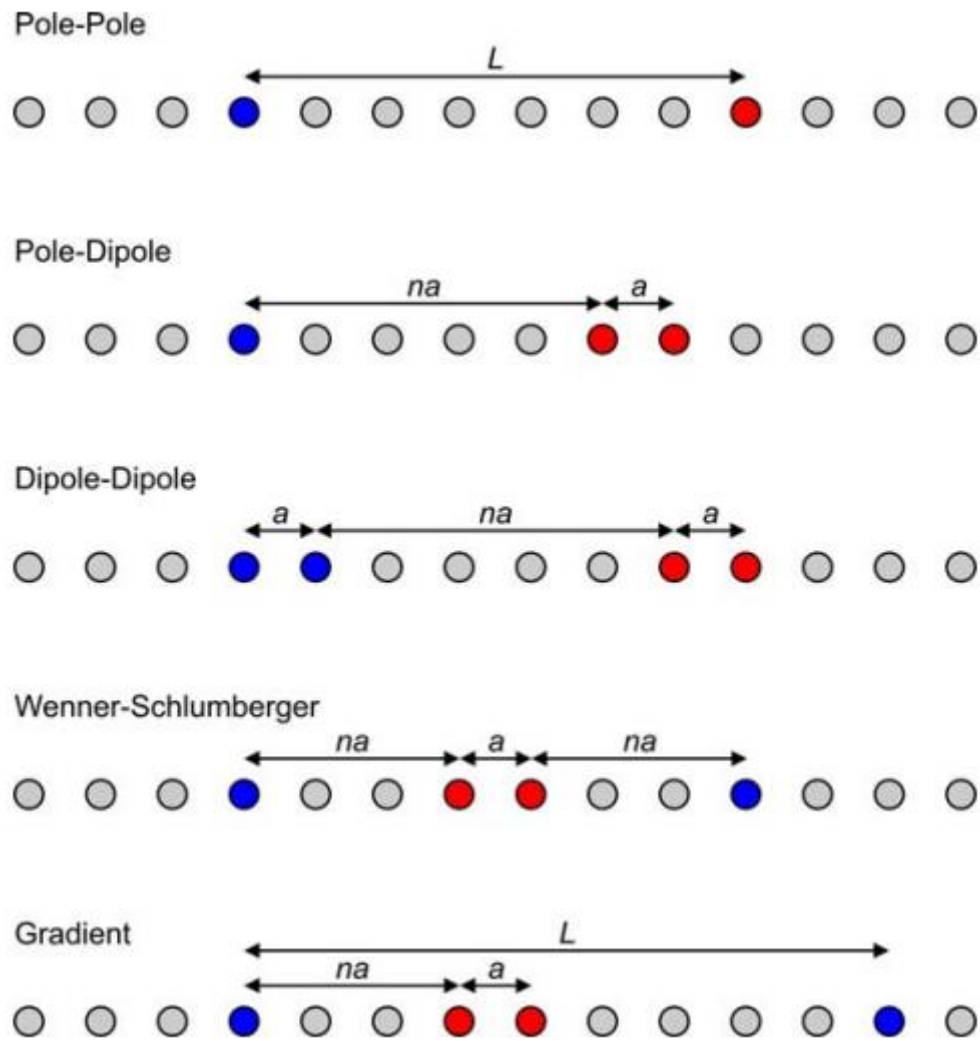 Pole-Pole
L
Pole-Dipole
na a
Dipole-Dipole
a na a
Wenner-Schlumberger
na a na
Gradient
L
na a